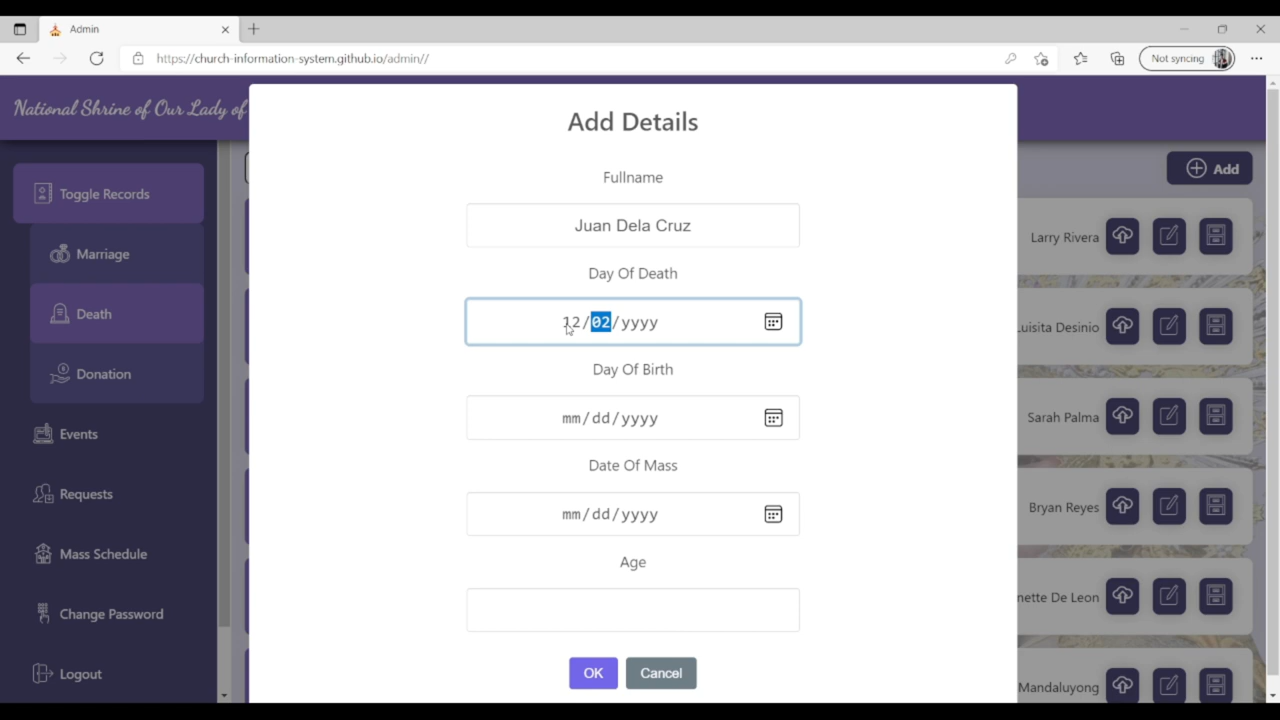 Admin
https://church-information-system.github.io/admin//
Not syncing
National Shrine of Our Lady of
Add Details
Fullname
Juan Dela Cruz
Day Of Death
12/02/yyyy
Day Of Birth
mm/dd/yyyy
Date Of Mass
mm/dd/yyyy
Age
OK
Cancel
Toggle Records
Marriage
Death
Donation
Events
Requests
Mass Schedule
Change Password
Logout
Add
Larry Rivera
Luisita Desinio
Sarah Palma
Bryan Reyes
nette De Leon
Mandaluyong